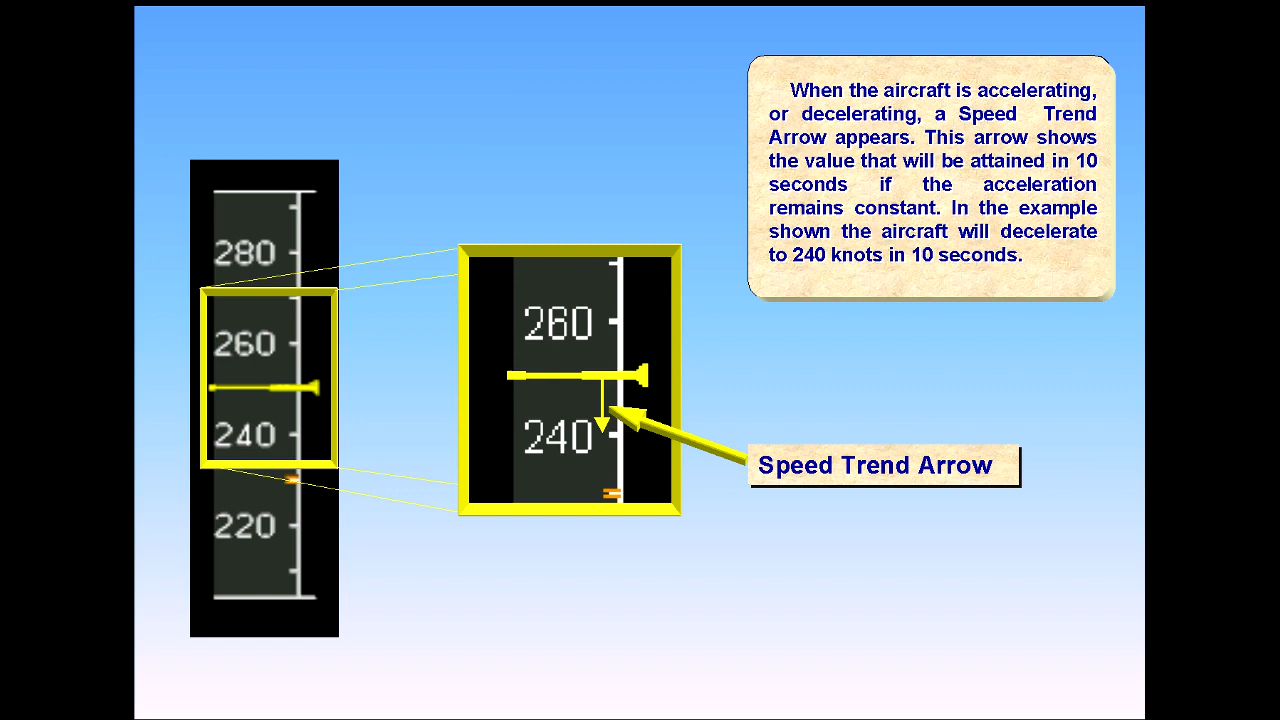 When the aircraft is accelerating,
or decelerating, a Speed Trend
Arrow appears. This arrow shows
the value that will be attained in 10
seconds if the acceleration
remains constant. In the example
shown the aircraft will decelerate
to 240 knots in 10 seconds.
280
260
240
220
260
240
Speed Trend Arrow